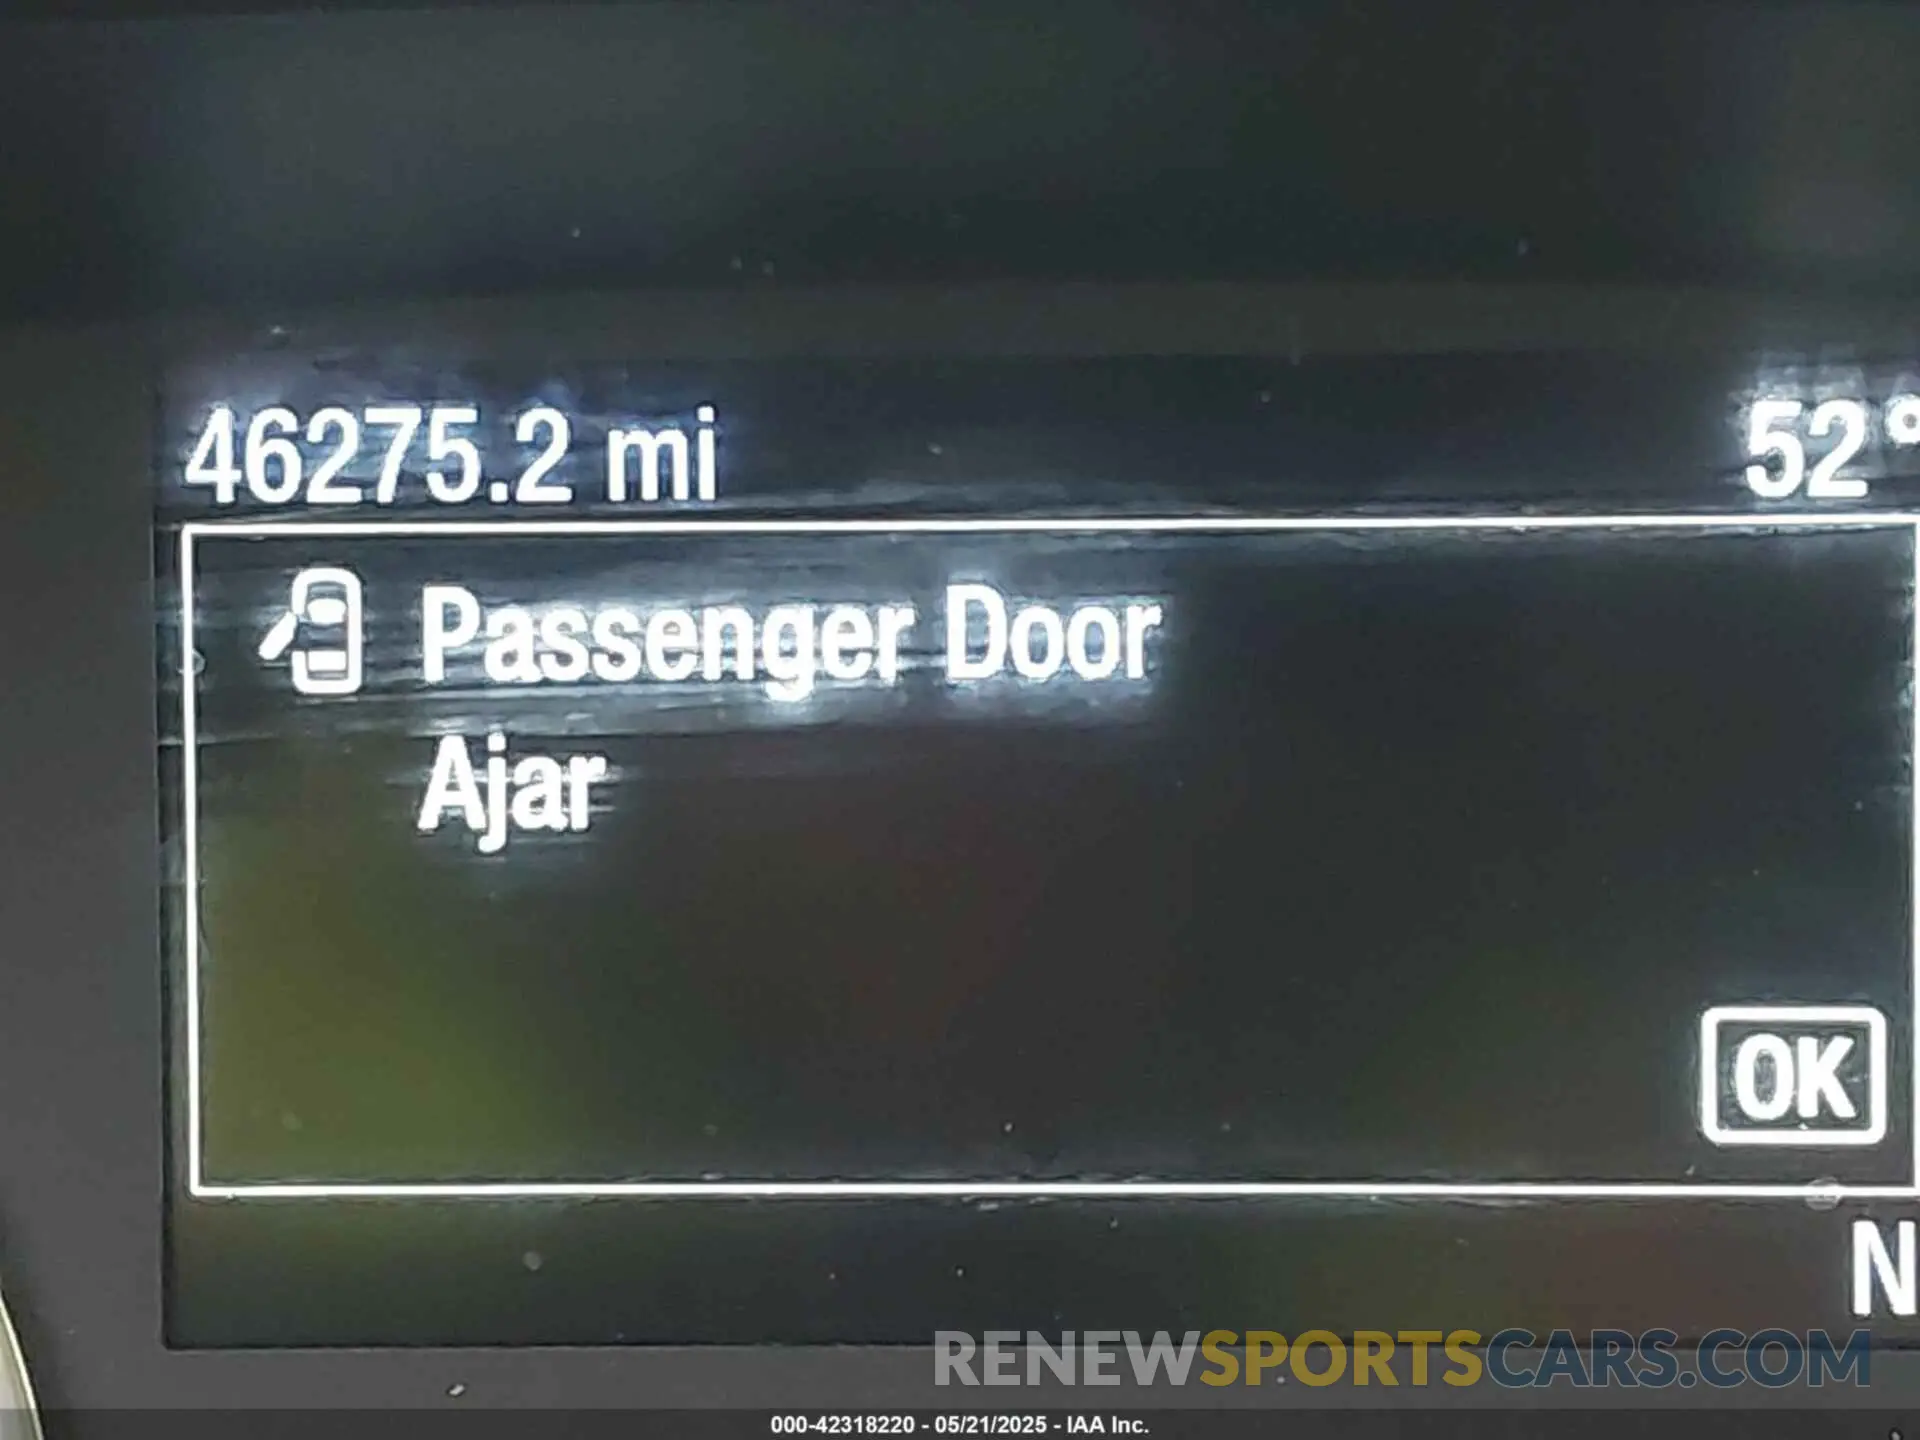 46275.2 mi 52°
Passenger Door
Ajar
OK
N
RENEWSPORTSCARS.COM
000-42318220 - 05/21/2025 - IAA Inc.